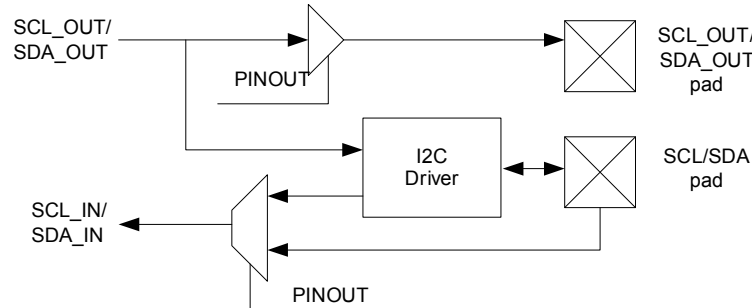 SCL_OUT/
SDA_OUT
PINOUT
SCL_OUT/
SDA_OUT
pad
I2C
Driver
SCL/SDA
pad
SCL_IN/
SDA_IN
PINOUT